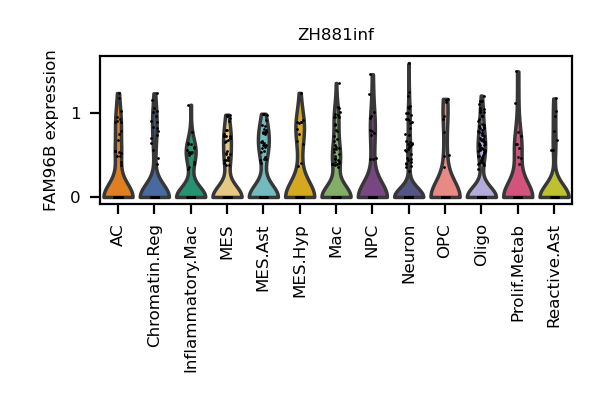 ZH881inf
FAM96B expression
1
0
AC
Chromatin.Reg
Inflammatory.Mac
MES
MES.Ast
MES.Hyp
Mac
NPC
Neuron
OPC
Oligo
Prolif.Metab
Reactive.Ast